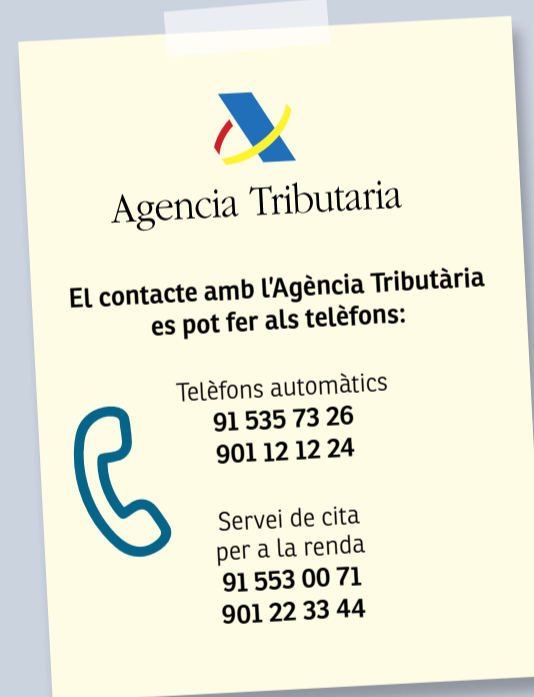 Agencia Tributaria
El contacte amb l'Agència Tributària
es pot fer als telèfons:
Telèfons automàtics
91 535 73 26
901 12 12 24
Servei de cita
per a la renda
91 553 00 71
901 22 33 44